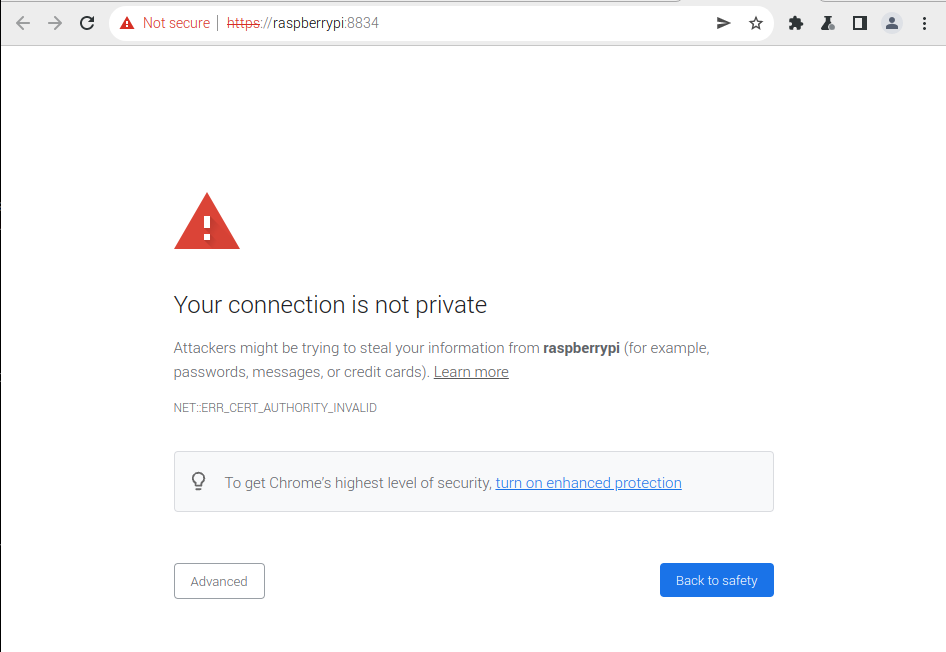 Not secure | https://raspberrypi:8834
Your connection is not private
Attackers might be trying to steal your information from raspberrypi (for example,
passwords, messages, or credit cards). Learn more
NET::ERR_CERT_AUTHORITY_INVALID
To get Chrome's highest level of security, turn on enhanced protection
Advanced
Back to safety